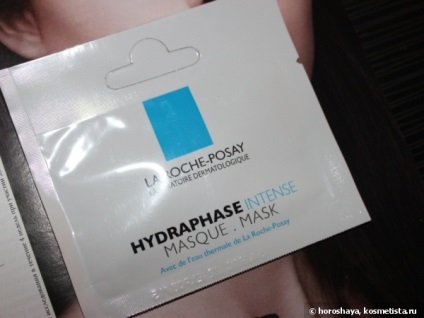 LA ROCHE-POSAY
LABORATOIRE DERMATOLOGIQUE
HYDRAPHASE INTENSE
MASQUE . MASK
Avec de l'eau thermale de La Roche-Posay
© horoshaya, kosmetista.ru